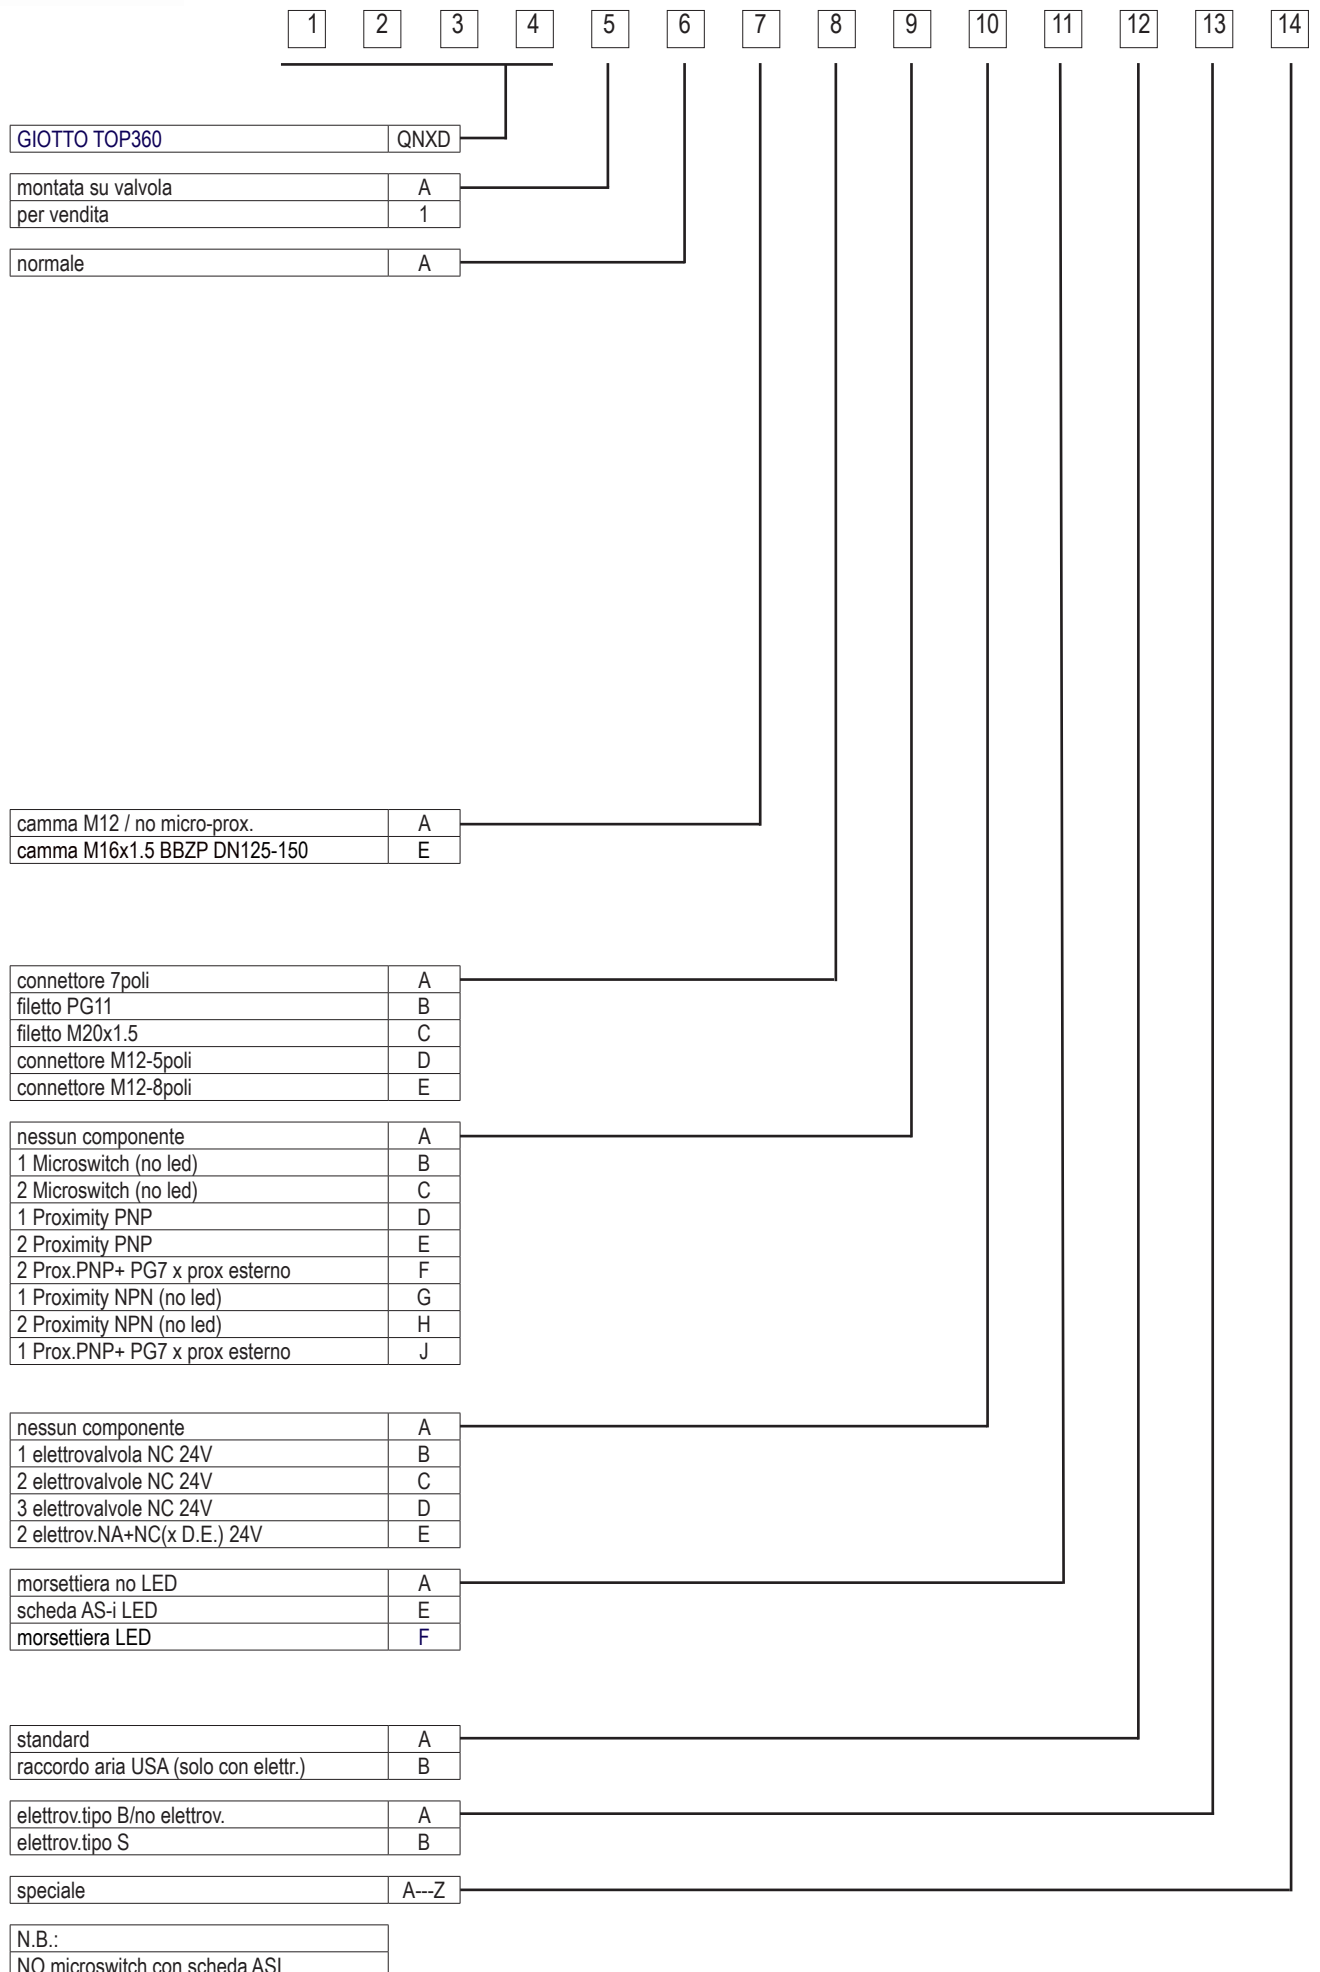 1 2 3 4 5 6 7 8 9 10 11 12 13 14
GIOTTO TOP360 QNXD
montata su valvola A
per vendita 1
normale A
camma M12 / no micro-prox. A
camma M16x1.5 BBZP DN125-150 E
connettore 7poli A
filetto PG11 B
filetto M20x1.5 C
connettore M12-5poli D
connettore M12-8poli E
nessun componente A
1 Microswitch (no led) B
2 Microswitch (no led) C
1 Proximity PNP D
2 Proximity PNP E
2 Prox.PNP+ PG7 x prox esterno F
1 Proximity NPN (no led) G
2 Proximity NPN (no led) H
1 Prox.PNP+ PG7 x prox esterno J
nessun componente A
1 elettrovalvola NC 24V B
2 elettrovalvole NC 24V C
3 elettrovalvole NC 24V D
2 elettrov.NA+NC(x D.E.) 24V E
morsettiera no LED A
scheda AS-i LED E
morsettiera LED F
standard A
raccordo aria USA (solo con elettr.) B
elettrov.tipo B/no elettrov. A
elettrov.tipo S B
speciale A---Z
N.B.:
NO microswitch con scheda ASI